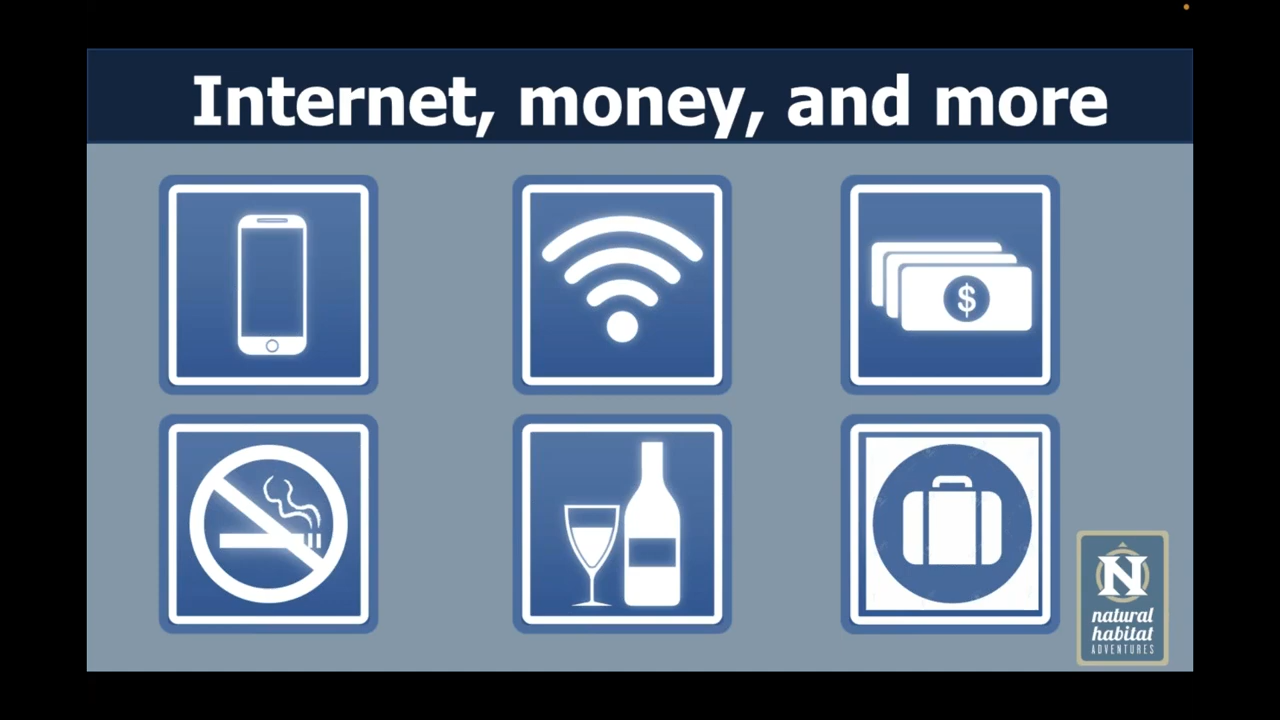 Internet, money, and more
$
N
natural
habitat
ADVENTURES